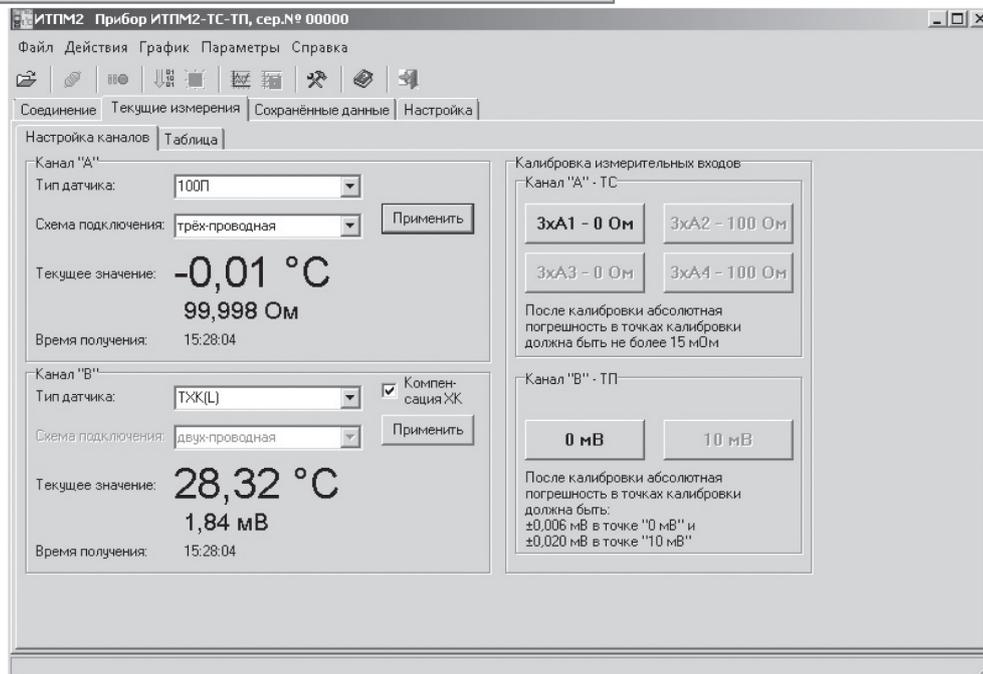 ИТПМ2 Прибор ИТПМ2-ТС-ТП, сер.№ 00000
Файл Действия График Параметры Справка
Соединение Текущие измерения Сохранённые данные Настройка
Настройка каналов Таблица
Канал "A"
Тип датчика: 100П
Схема подключения: трёх-проводная
Применить
Текущее значение: -0,01 °C
99,998 Ом
Время получения: 15:28:04
Канал "B"
Тип датчика: ТХК(L)
Компен-
сация ХК
Схема подключения: двух-проводная
Применить
Текущее значение: 28,32 °C
1,84 мВ
Время получения: 15:28:04
Калибровка измерительных входов
Канал "A" - ТС
3хА1 - 0 Ом 3хА2 - 100 Ом
3хА3 - 0 Ом 3хА4 - 100 Ом
После калибровки абсолютная
погрешность в точках калибровки
должна быть не более 15 мОм
Канал "B" - ТП
0 мВ 10 мВ
После калибровки абсолютная
погрешность в точках калибровки
должна быть:
±0,006 мВ в точке "0 мВ" и
±0,020 мВ в точке "10 мВ"